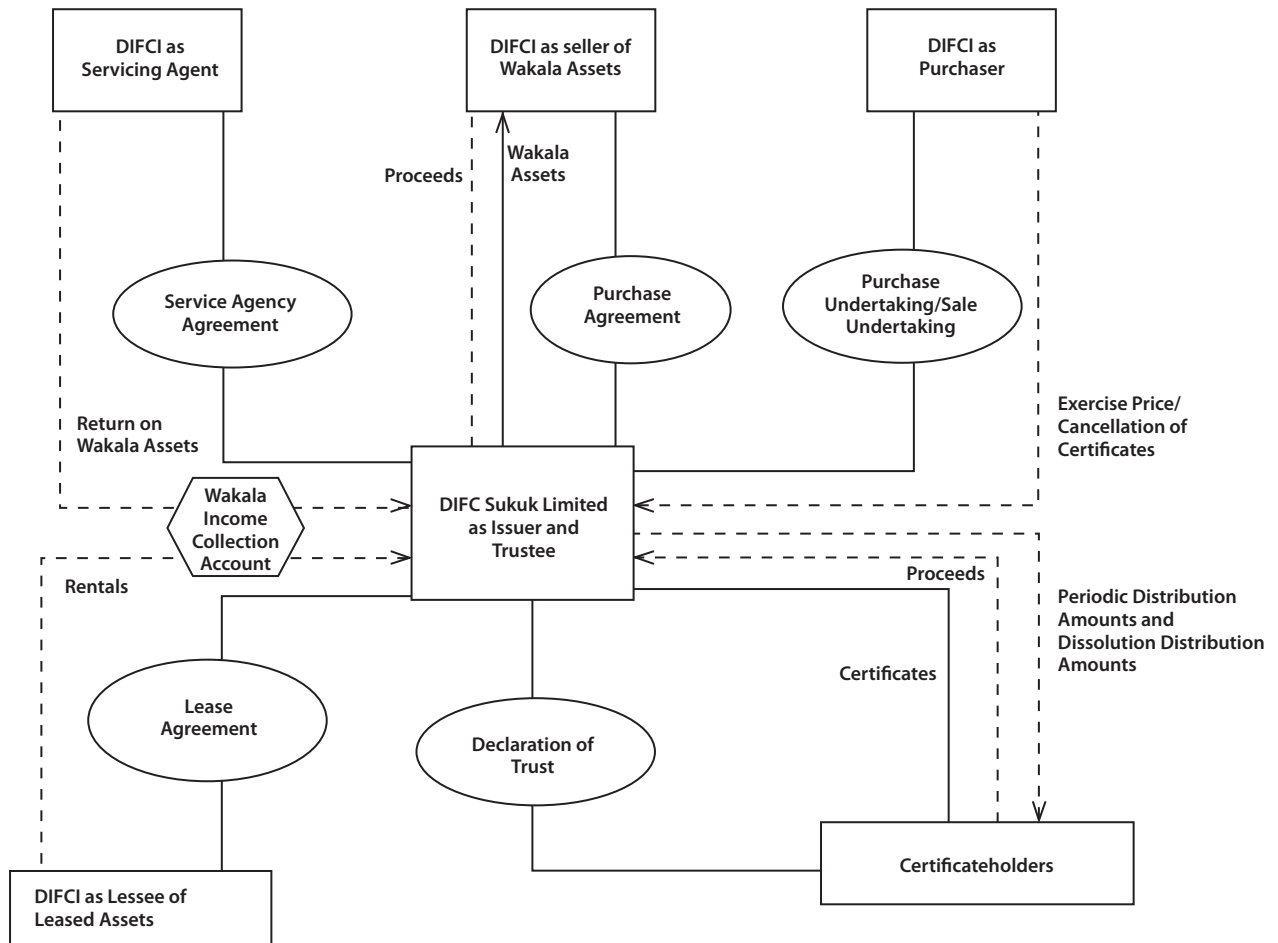 DIFCI as
Servicing Agent
DIFCI as seller of
Wakala Assets
DIFCI as
Purchaser
Proceeds
Wakala
Assets
Service Agency
Agreement
Purchase
Agreement
Purchase
Undertaking/Sale
Undertaking
Return on
Wakala Assets
Exercise Price/
Cancellation of
Certificates
Wakala
Income
Collection
Account
DIFC Sukuk Limited
as Issuer and
Trustee
Rentals
Proceeds
Periodic Distribution
Amounts and
Dissolution Distribution
Amounts
Certificates
Lease
Agreement
Declaration of
Trust
Certificateholders
DIFCI as Lessee of
Leased Assets